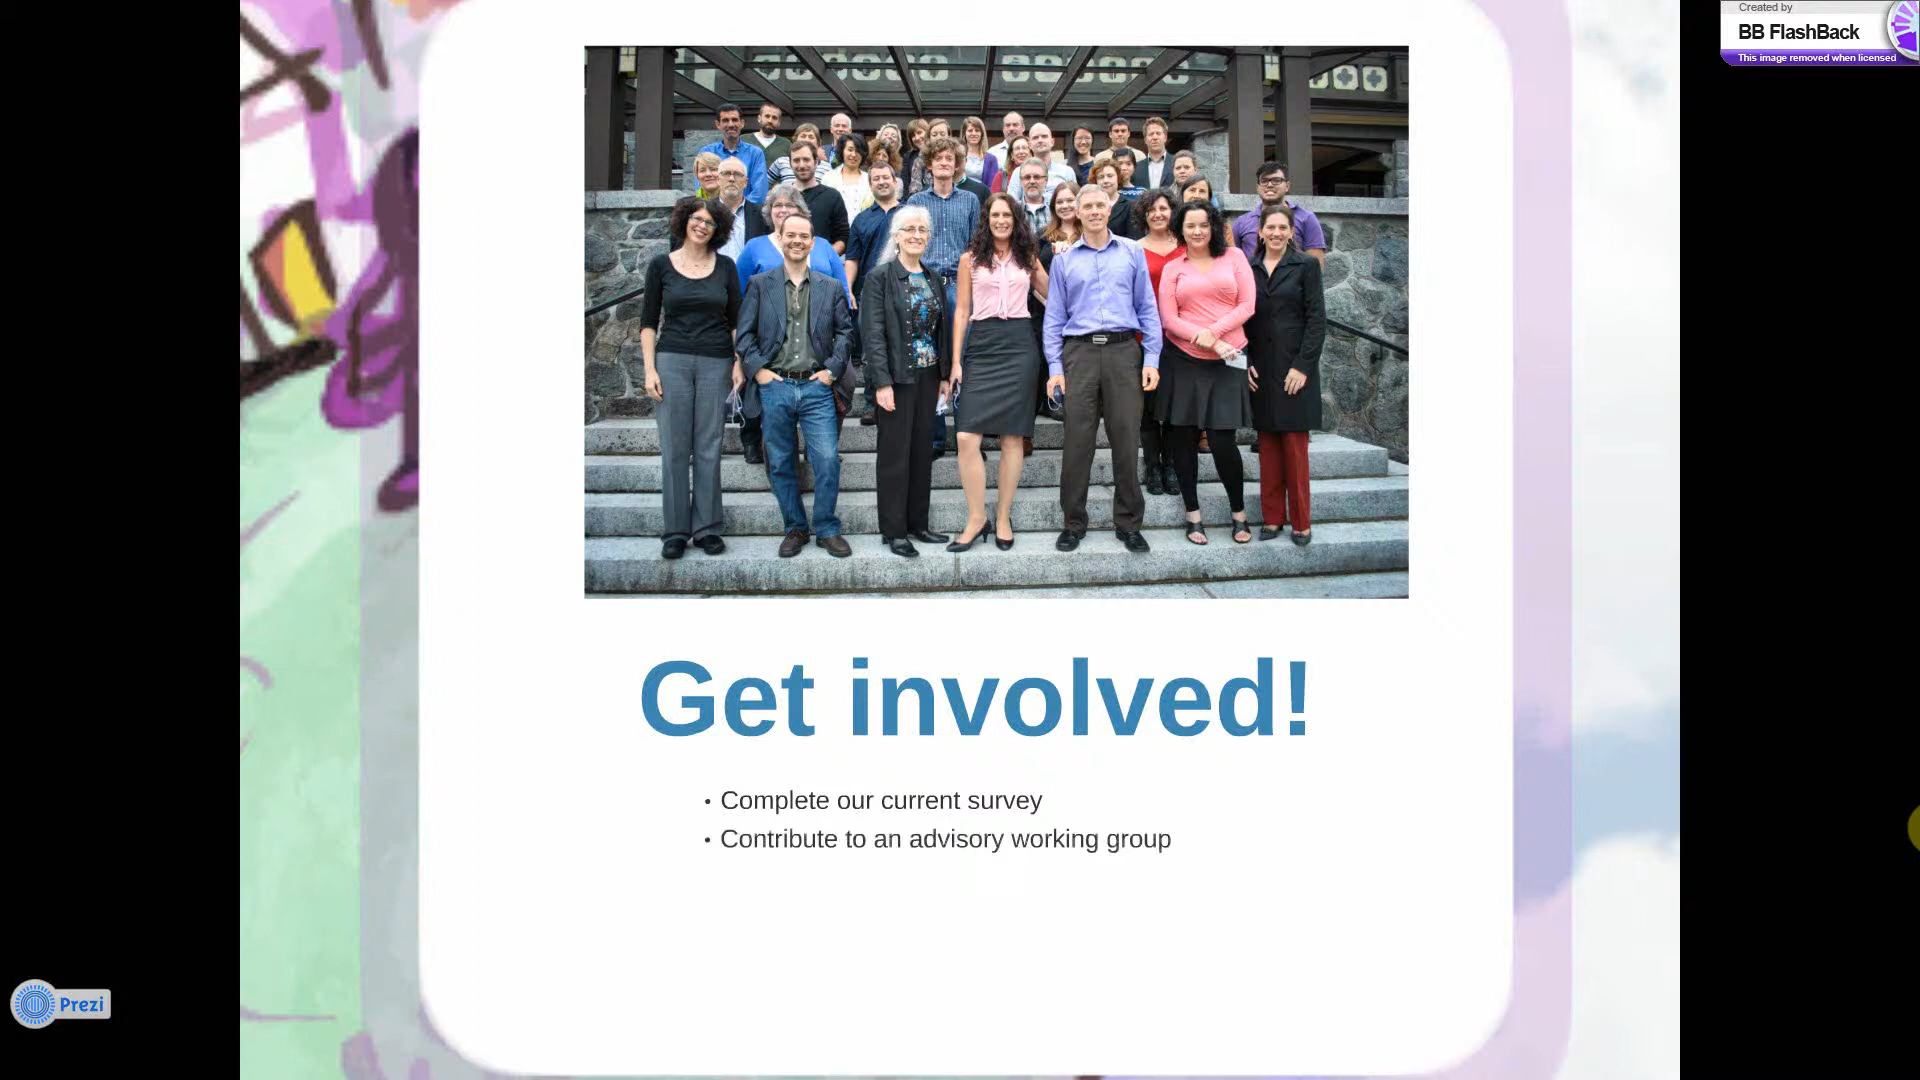 Created by
BB FlashBack
This image removed when licensed
Get involved!
• Complete our current survey
• Contribute to an advisory working group
Prezi